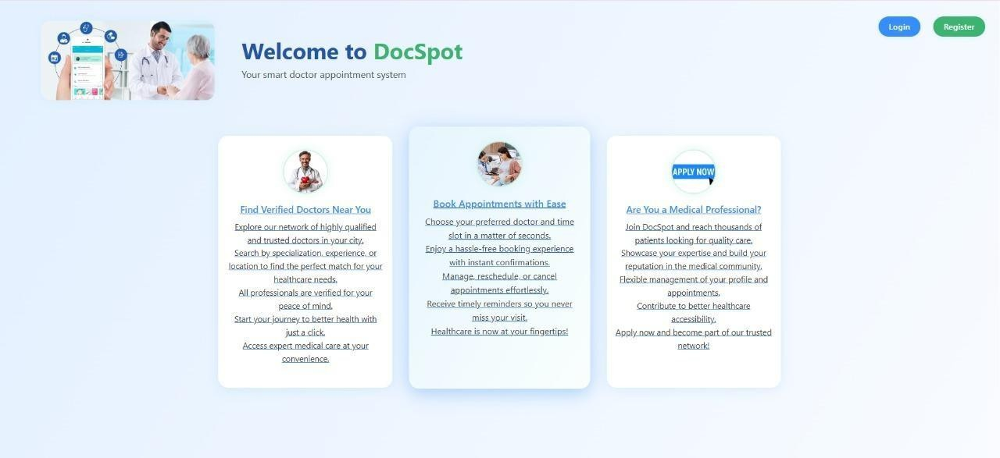 Login
Register
Welcome to DocSpot
Your smart doctor appointment system
Find Verified Doctors Near You
Explore our network of highly qualified
and trusted doctors in your city.
Search by specialization, experience, or
location to find the perfect match for your
healthcare needs.
All professionals are verified for your
peace of mind.
Start your journey to better health with
just a click.
Access expert medical care at your
convenience.
Book Appointments with Ease
Choose your preferred doctor and time
slot in a matter of seconds.
Enjoy a hassle-free booking experience
with instant confirmations.
Manage, reschedule, or cancel
appointments effortlessly.
Receive timely reminders so you never
miss your visit.
Healthcare is now at your fingertips!
APPLY NOW
Are You a Medical Professional?
Join DocSpot and reach thousands of
patients looking for quality care.
Showcase your expertise and build your
reputation in the medical community.
Flexible management of your profile and
appointments.
Contribute to better healthcare
accessibility.
Apply now and become part of our trusted
network!